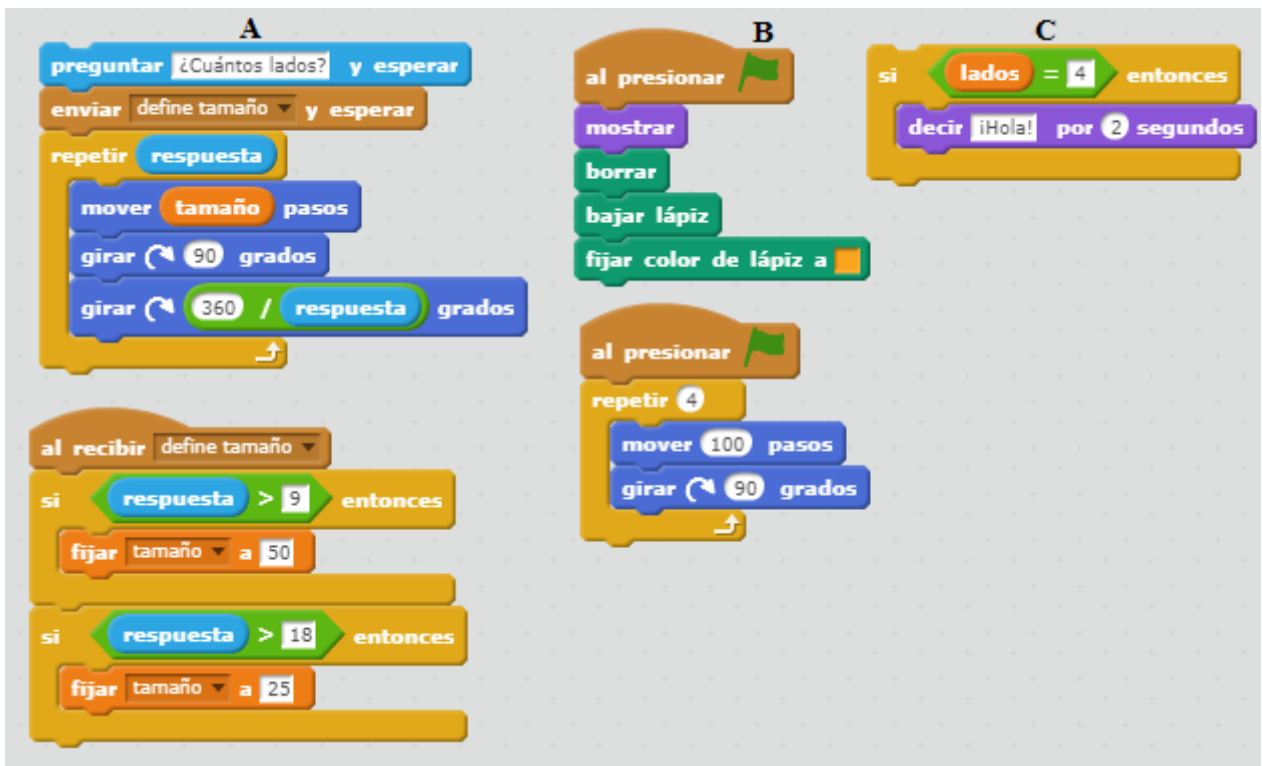 A
preguntar ¿Cuántos lados? y esperar
enviar define tamaño y esperar
repetir respuesta
mover tamaño pasos
girar 90 grados
girar 360 / respuesta grados
al recibir define tamaño
si respuesta > 9 entonces
fijar tamaño a 50
si respuesta > 18 entonces
fijar tamaño a 25
B
al presionar
mostrar
borrar
bajar lápiz
fijar color de lápiz a
al presionar
repetir 4
mover 100 pasos
girar 90 grados
C
si lados = 4 entonces
decir ¡Hola! por 2 segundos